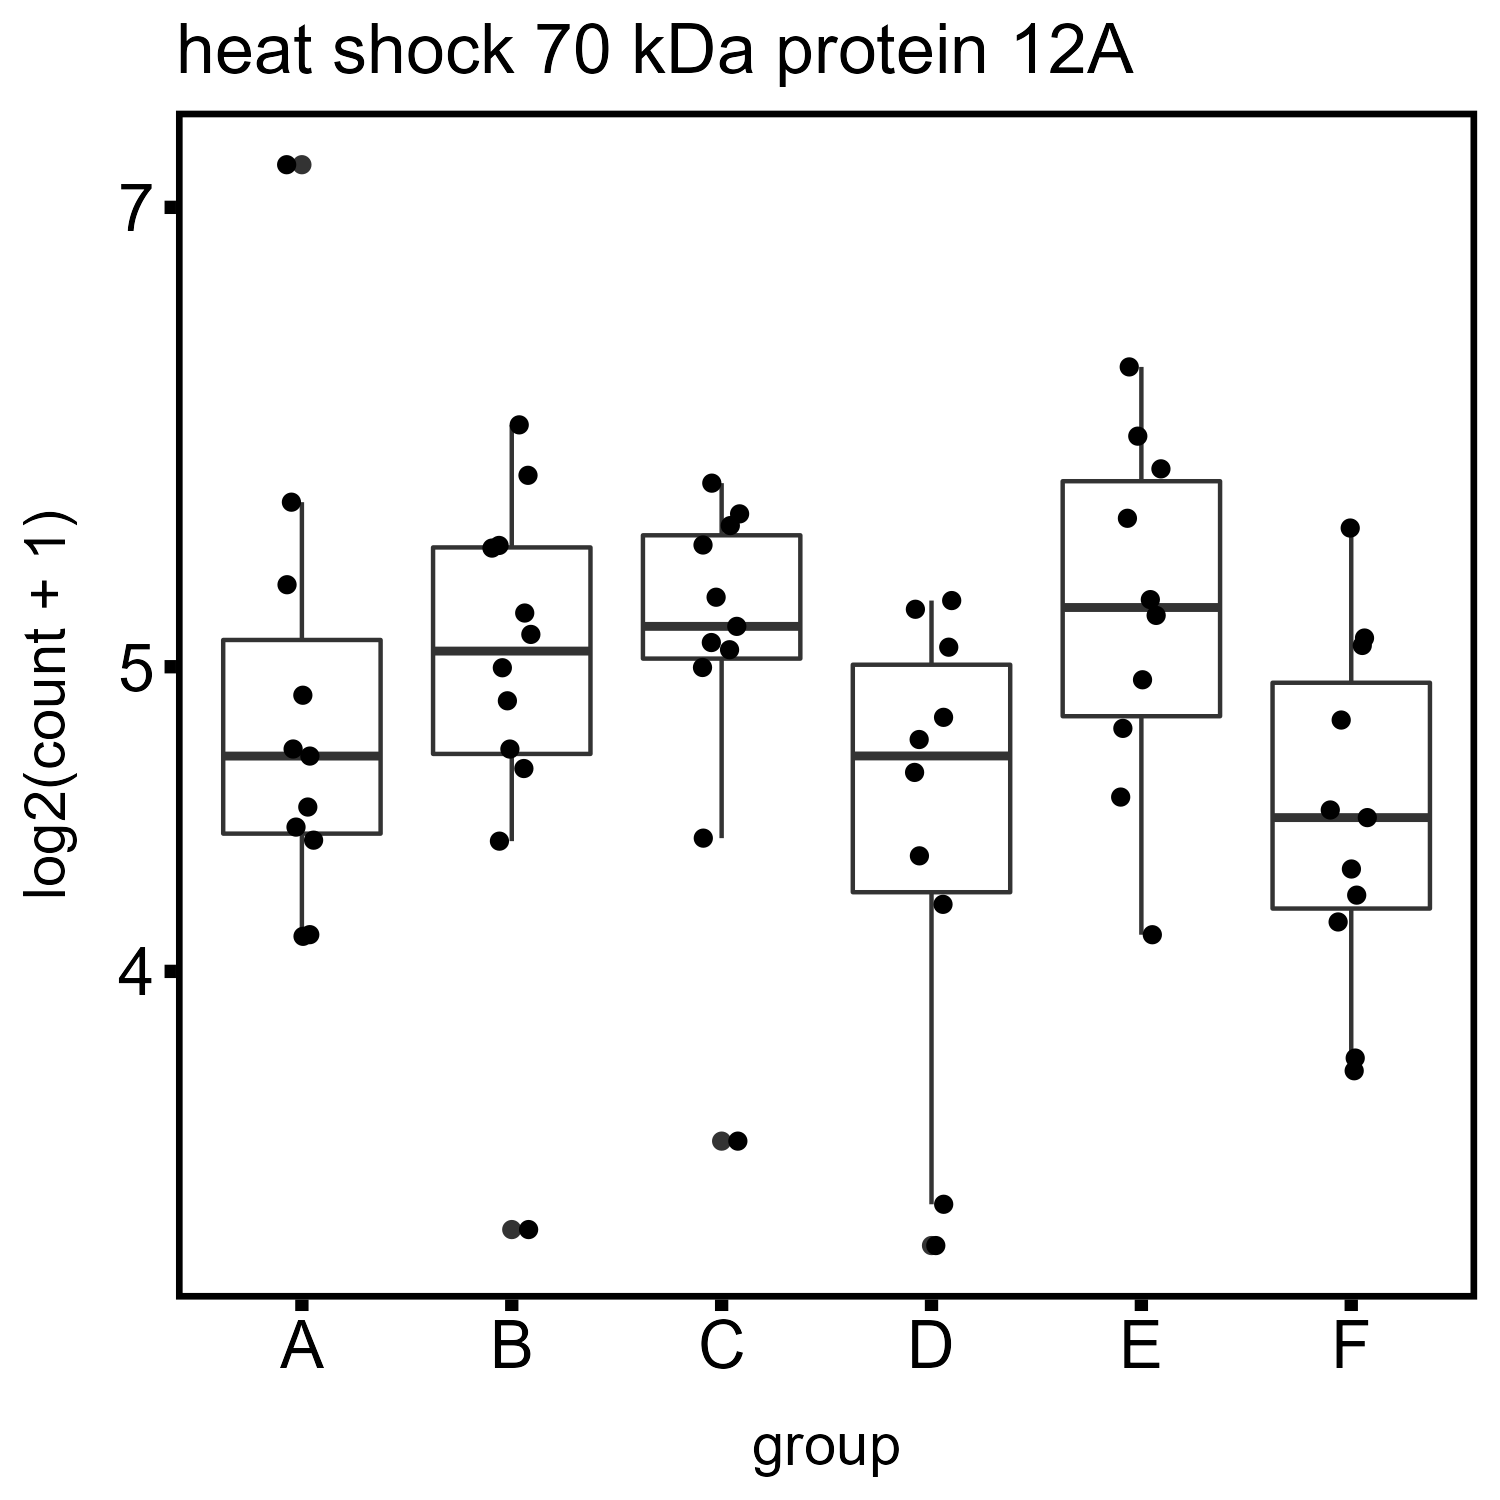 heat shock 70 kDa protein 12A
log2(count + 1)
7
5
4
A B C D E F
group